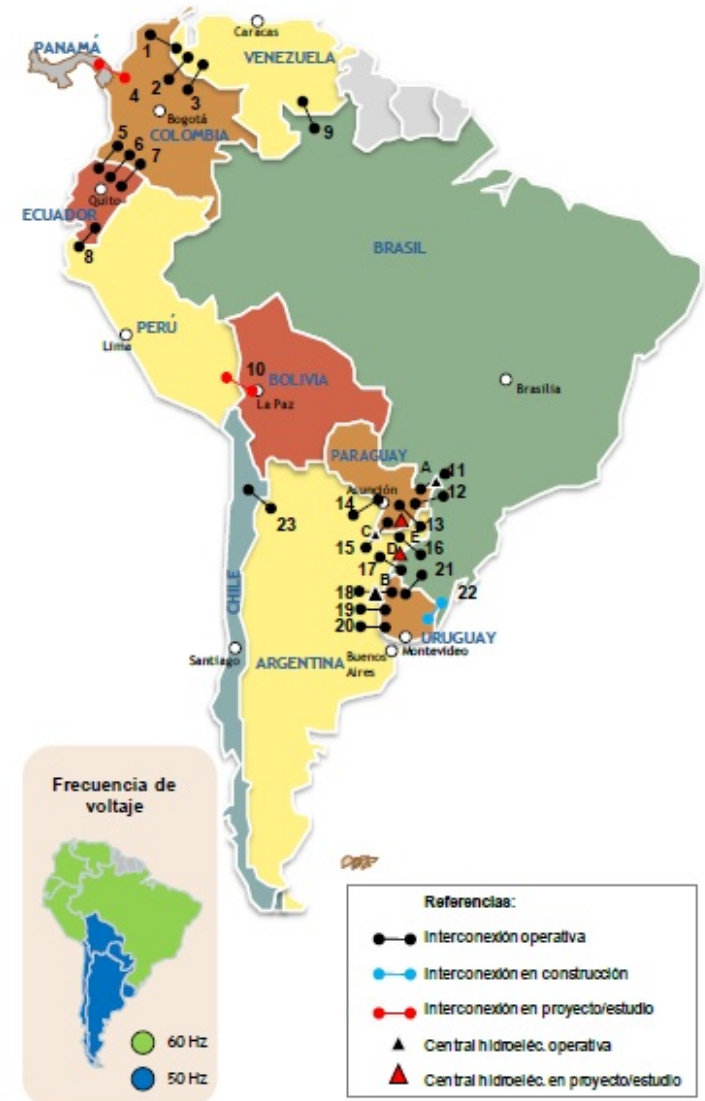 Caracas
PANAMÁ
1
VENEZUELA
2
3
4
Bogotá
COLOMBIA
9
5
6
7
Quito
ECUADOR
8
BRASIL
PERÚ
Lima
10
BOLIVIA
La Paz
Brasilia
PARAGUAY
A
11
12
Asunción
14
13
23
C
E
15
D
16
17
21
B
18
22
19
20
CHILE
URUGUAY
Santiago
ARGENTINA
Buenos
Aires
Montevideo
Frecuencia de
voltaje
60 Hz
50 Hz
Referencias:
Interconexión operativa
Interconexión en construcción
Interconexión en proyecto/estudio
Central hidroeléc. operativa
Central hidroeléc. en proyecto/estudio